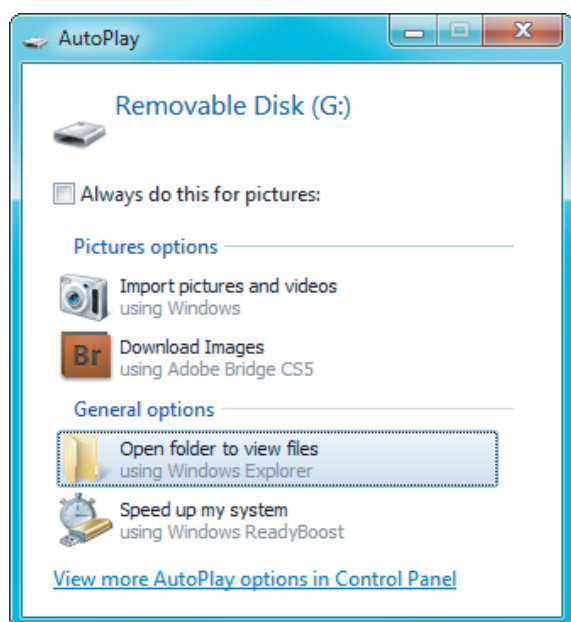 AutoPlay
Removable Disk (G:)
Always do this for pictures:
Pictures options
Import pictures and videos
using Windows
Br
Download Images
using Adobe Bridge CS5
General options
Open folder to view files
using Windows Explorer
Speed up my system
using Windows ReadyBoost
View more AutoPlay options in Control Panel